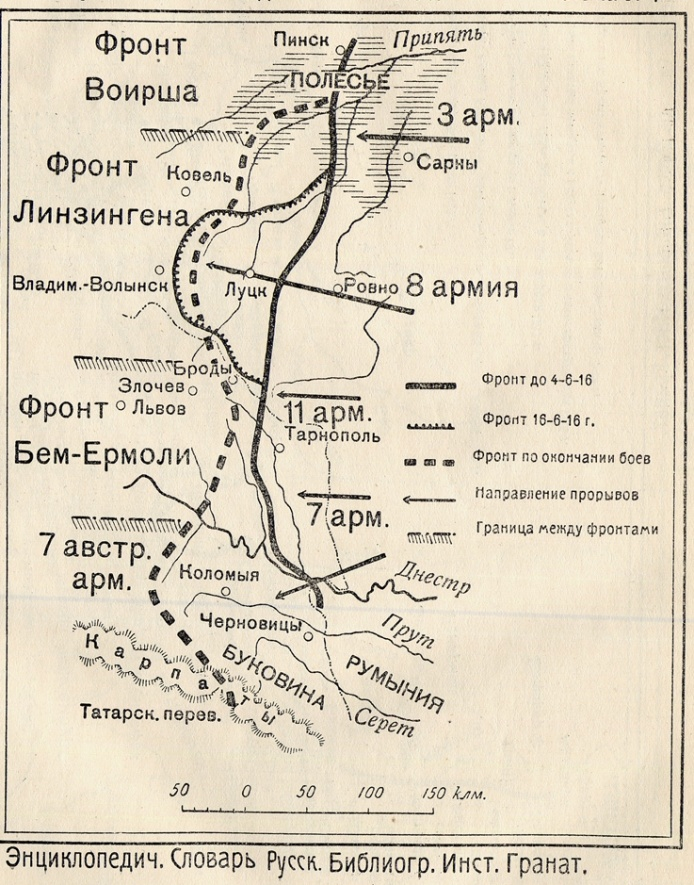 Фронт
Воирша
Пинск
Припять
ПОЛЕСЬЕ
3 арм.
Сарны
Фронт
Ковель
Линзингена
Владим.-Волынск
Луцк
Ровно
8 армия
Броды
Злочев
Фронт
Львов
11 арм.
Тарнополь
Бем-Ермоли
7 арм.
7 австр.
арм.
Коломыя
Днестр
Черновицы
Прут
БУКОВИНА
РУМЫНИЯ
Карпаты
Татарск. перев.
Серет
Фронт до 4-6-16
Фронт 16-6-16 г.
Фронт по окончании боев
Направление прорывов
Граница между фронтами
50 0 50 100 150 клм.
Энциклопедич. Словарь Русск. Библиогр. Инст. Гранат.